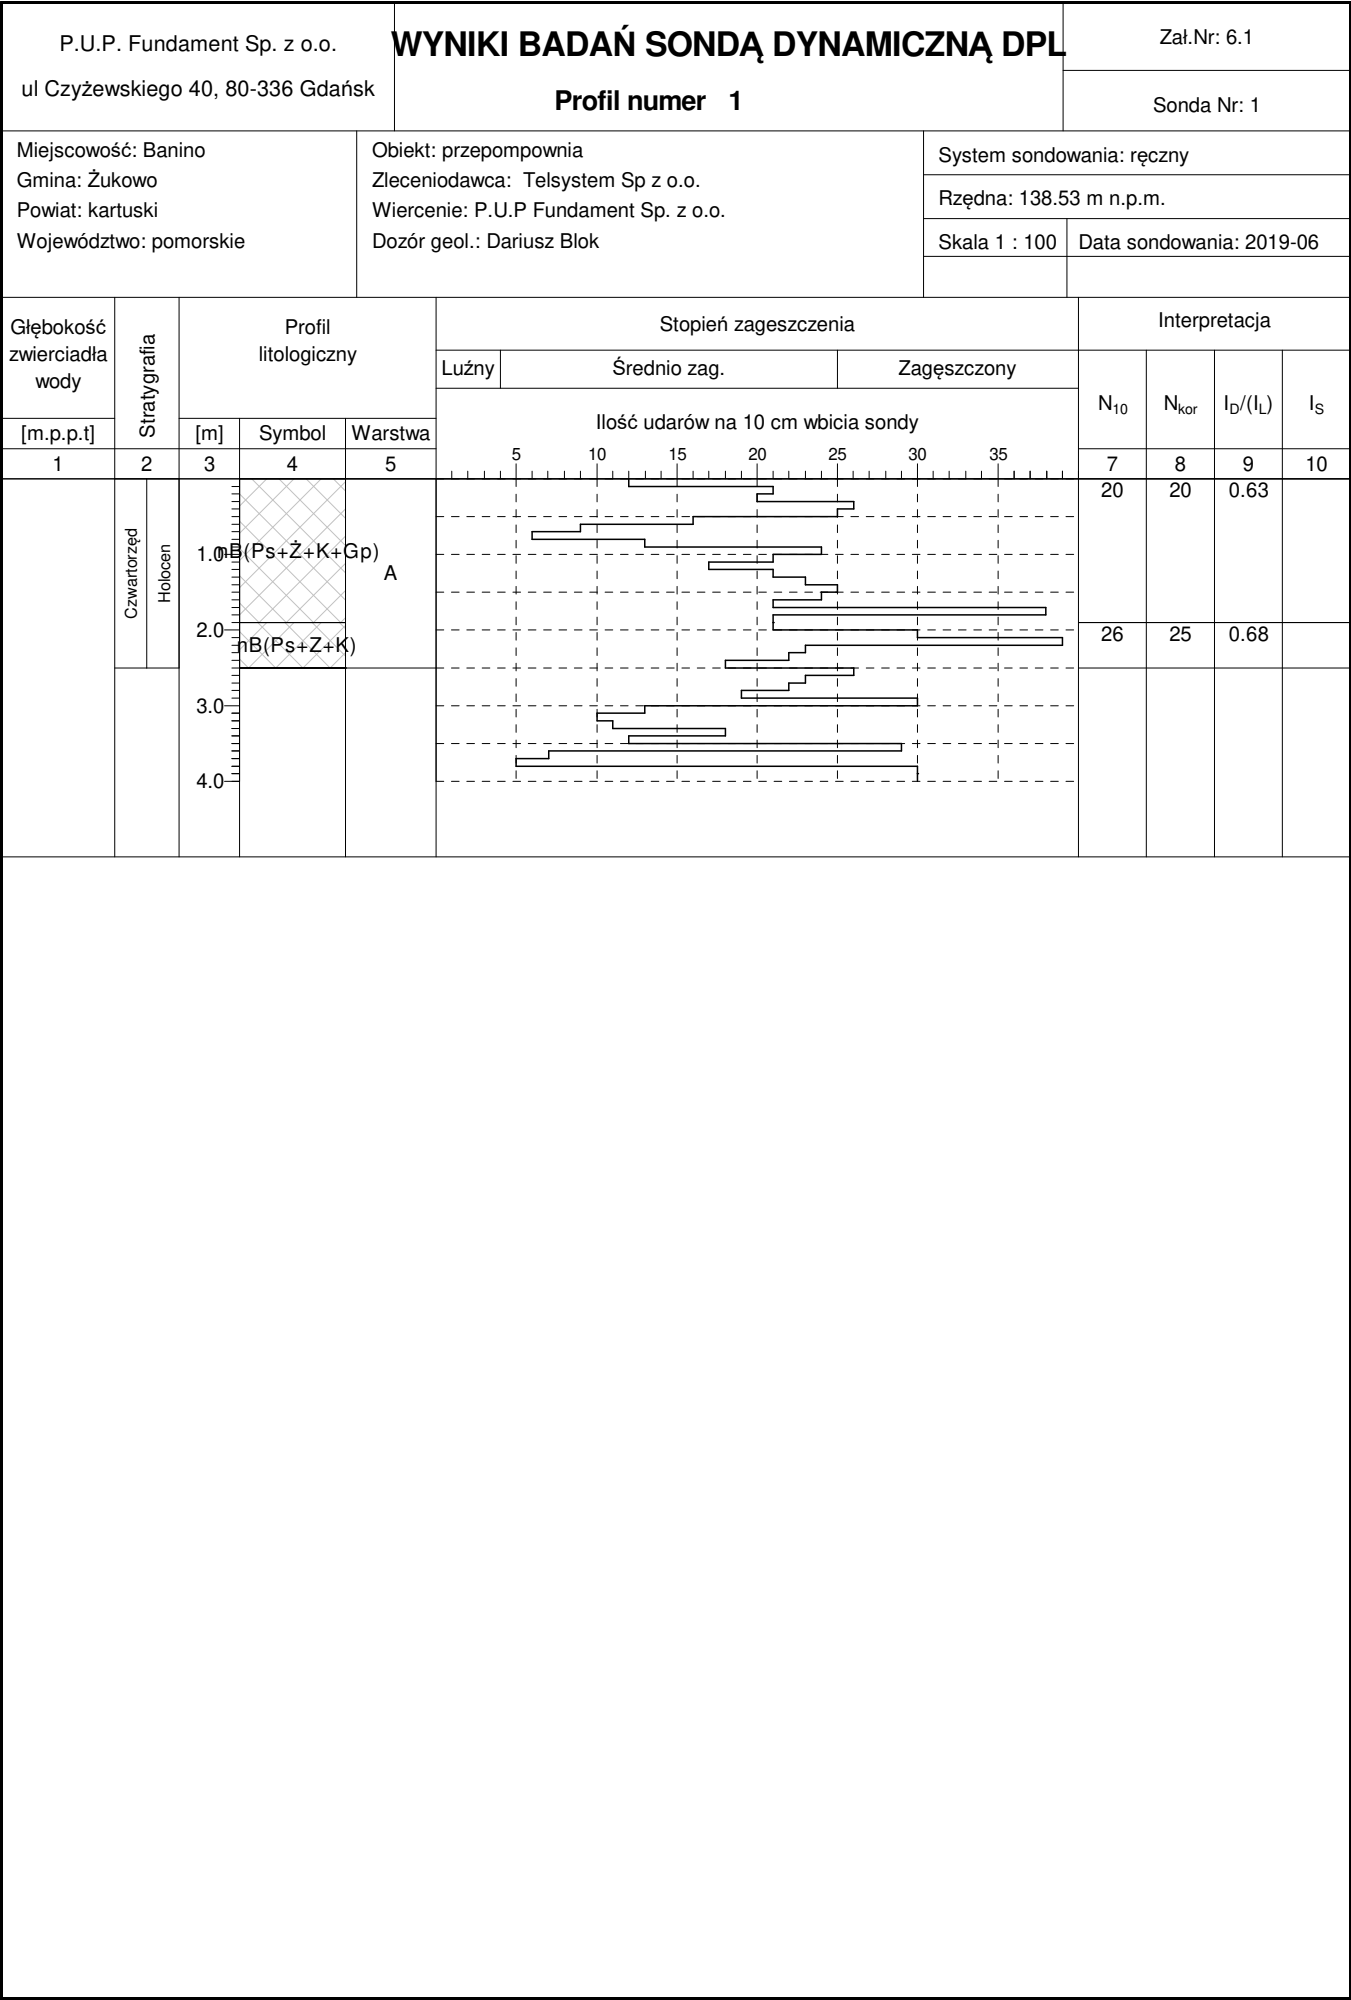 P.U.P. Fundament Sp. z o.o.
ul Czyżewskiego 40, 80-336 Gdańsk
WYNIKI BADAŃ SONDĄ DYNAMICZNĄ DPL
Profil numer 1
Zał.Nr: 6.1
Sonda Nr: 1
Miejscowość: Banino
Gmina: Żukowo
Powiat: kartuski
Województwo: pomorskie
Obiekt: przepompownia
Zleceniodawca: Telsystem Sp z o.o.
Wiercenie: P.U.P Fundament Sp. z o.o.
Dozór geol.: Dariusz Blok
System sondowania: ręczny
Rzędna: 138.53 m n.p.m.
Skala 1 : 100
Data sondowania: 2019-06
Głębokość
zwierciadła
wody
[m.p.p.t]
Stratygrafia
Profil
litologiczny
[m]
Symbol
Warstwa
Stopień zageszczenia
Luźny
Średnio zag.
Zagęszczony
Ilość udarów na 10 cm wbicia sondy
5 10 15 20 25 30 35
Interpretacja
N10
Nkor
ID/(IL)
IS
1 2 3 4 5 7 8 9 10
Czwartorzęd
Holocen
1.0
nB(Ps+Ż+K+Gp)
A
20 20 0.63
2.0
nB(Ps+Z+K)
26 25 0.68
3.0
4.0